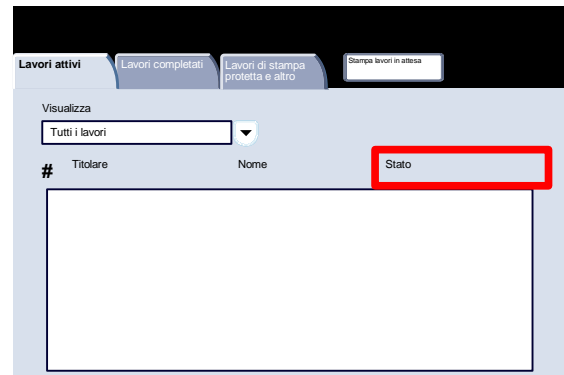 Lavori attivi
Lavori completati
Lavori di stampa
protetta e altro
Stampa lavori in attesa
Visualizza
Tutti i lavori
# Titolare Nome Stato